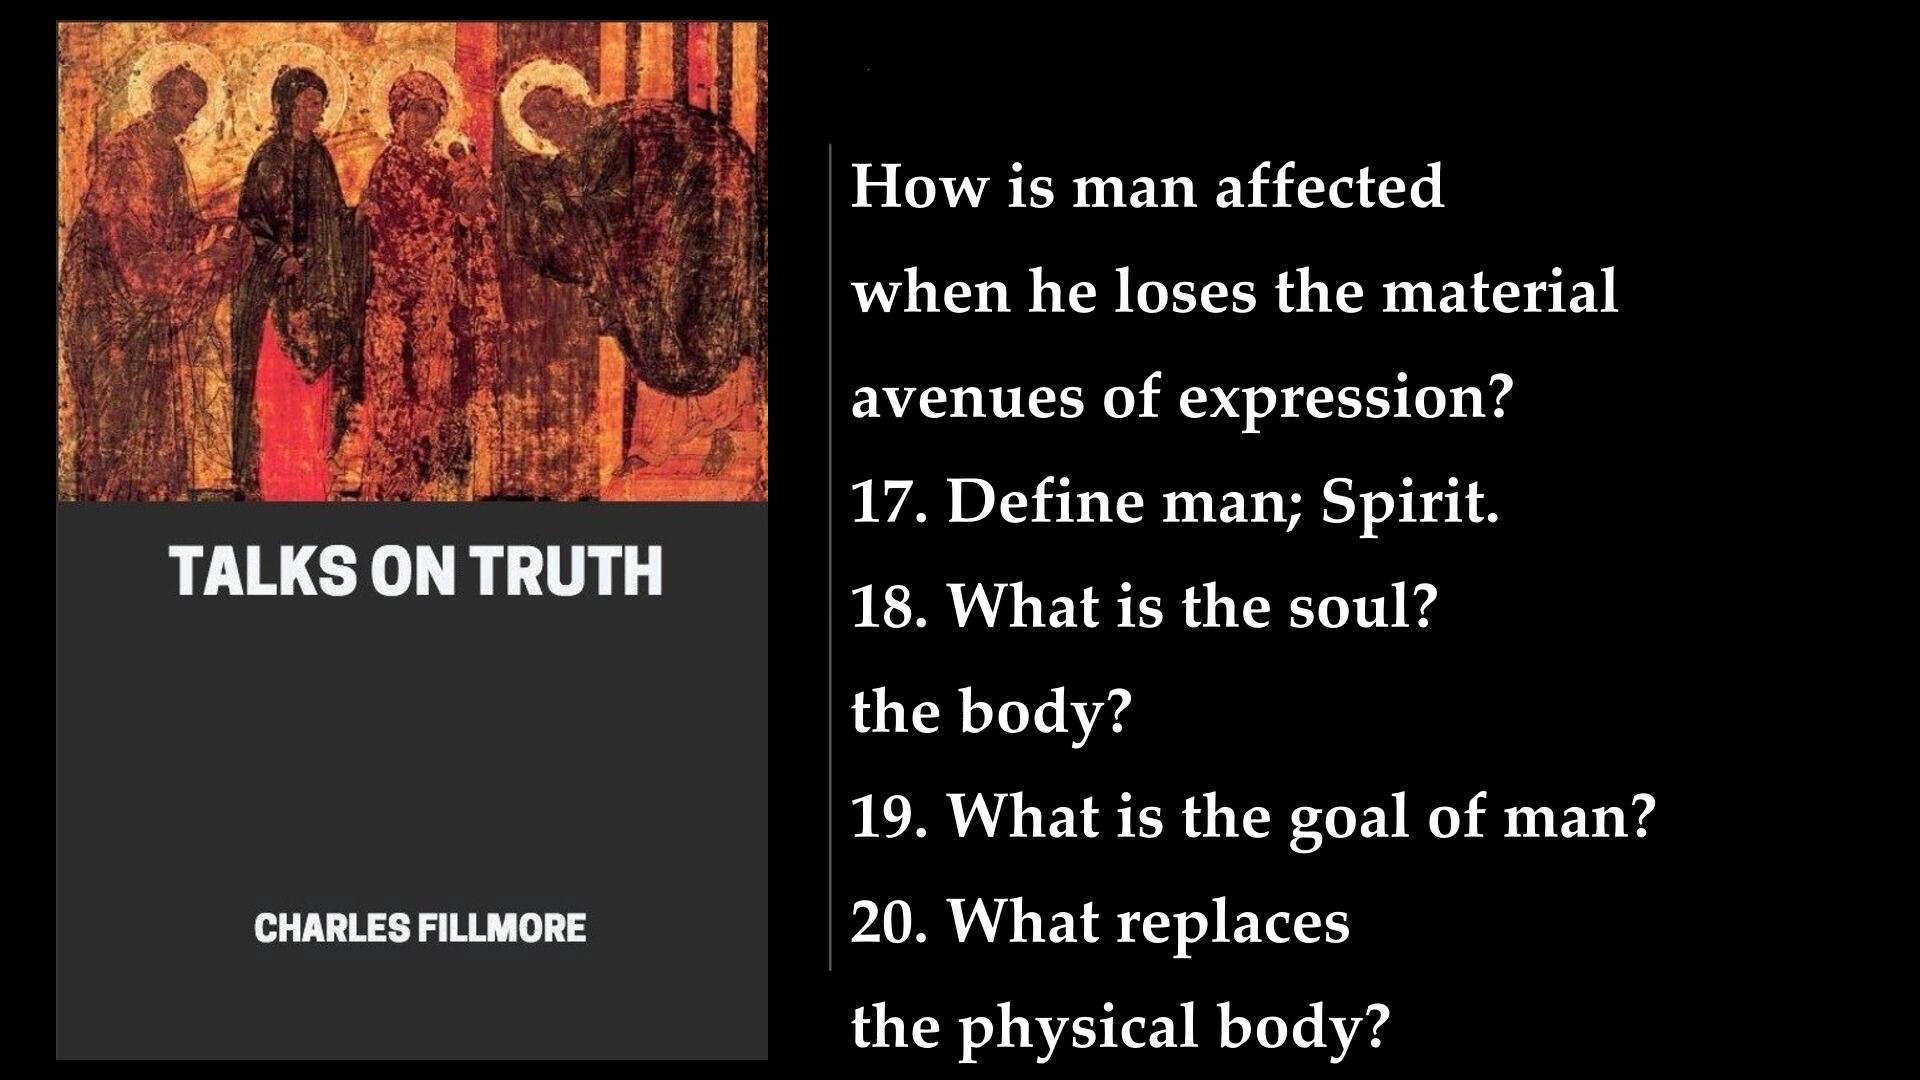 TALKS ON TRUTH
CHARLES FILLMORE
How is man affected
when he loses the material
avenues of expression?
17. Define man; Spirit.
18. What is the soul?
the body?
19. What is the goal of man?
20. What replaces
the physical body?